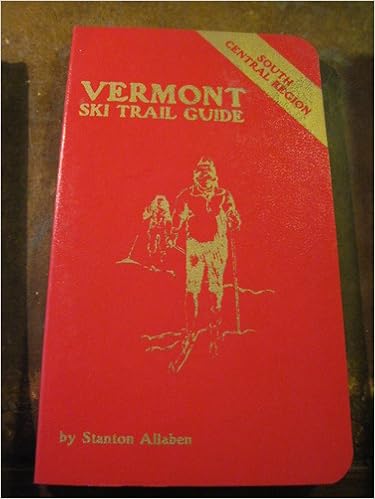 SOUTH
CENTRAL REGION
VERMONT
SKI TRAIL GUIDE
by Stanton Allaben